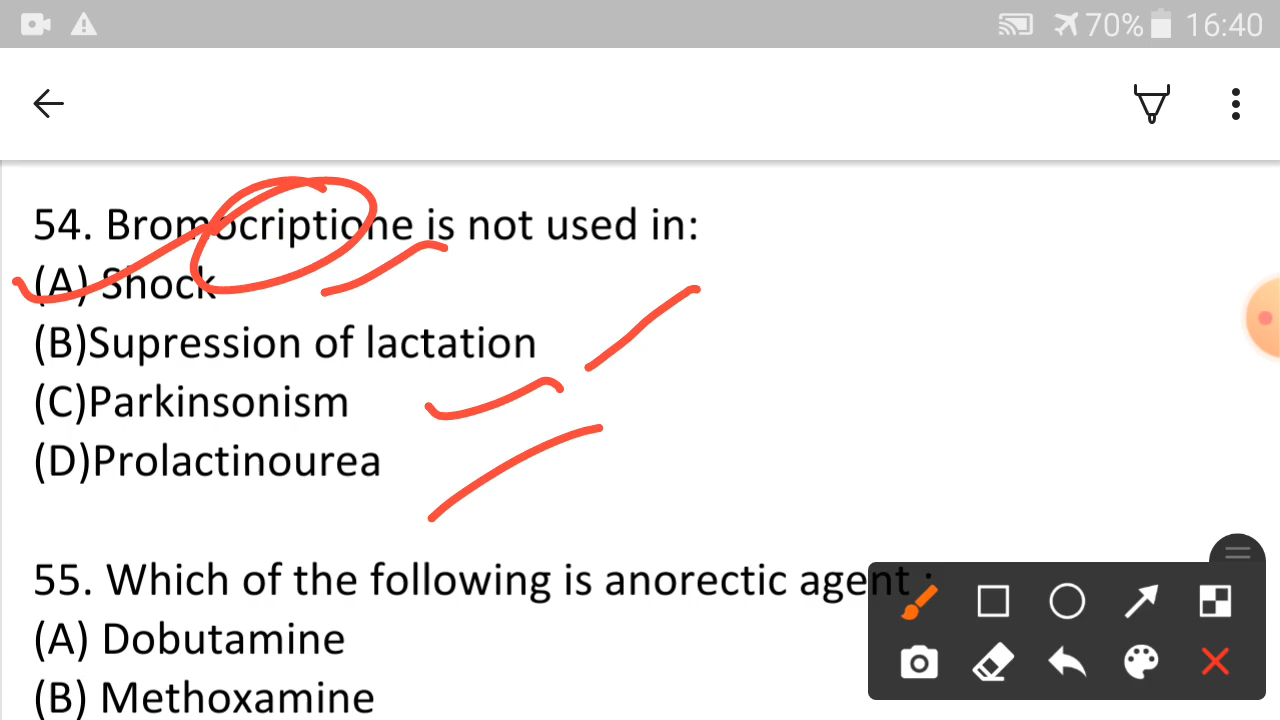 70% 16:40
54. Bromocriptione is not used in:
(A) Shock
(B)Supression of lactation
(C)Parkinsonism
(D)Prolactinourea
55. Which of the following is anorectic agent :
(A) Dobutamine
(B) Methoxamine